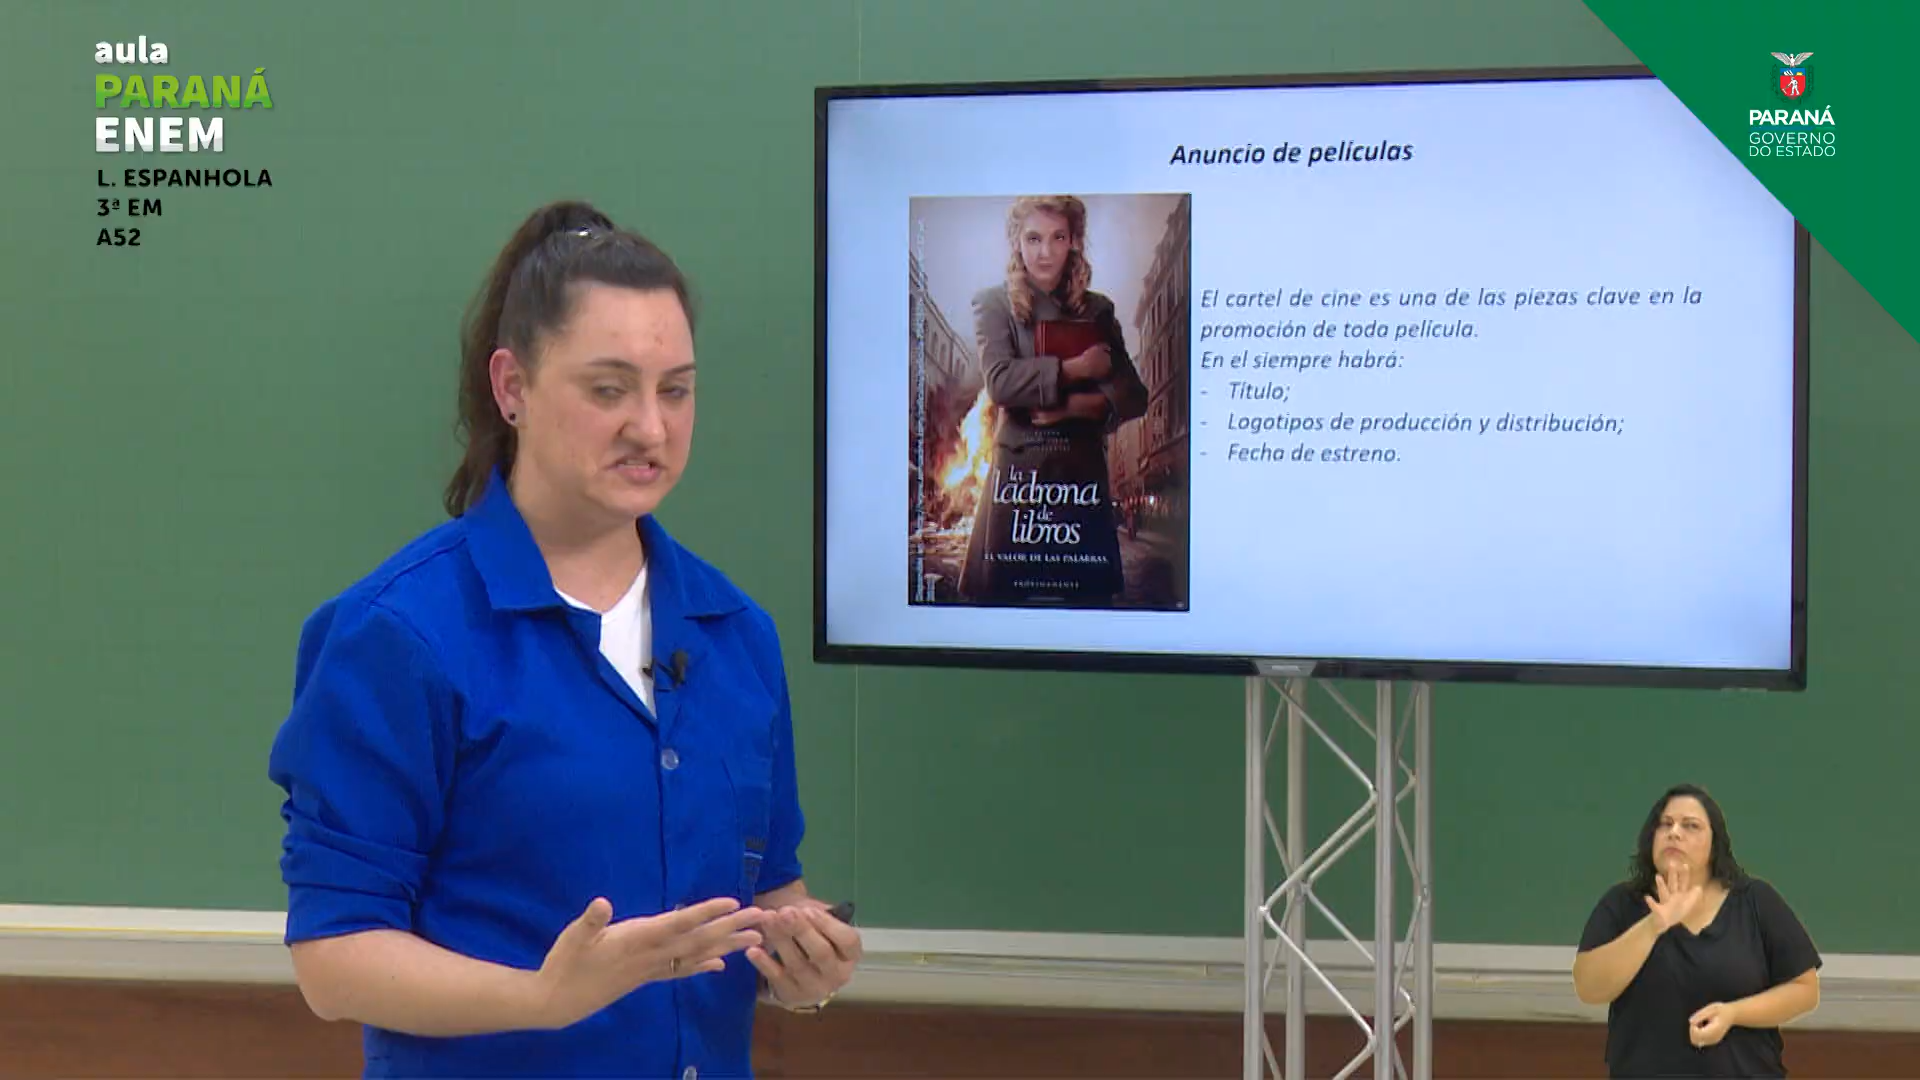 aula
PARANÁ
ENEM
L. ESPANHOLA
3ª EM
A52
PARANÁ
GOVERNO
DO ESTADO
Anuncio de películas
El cartel de cine es una de las piezas clave en la
promoción de toda película.
En el siempre habrá:
- Título;
- Logotipos de producción y distribución;
- Fecha de estreno.
la
ladrona
de
libros
EL VALOR DE LAS PALABRAS
PRÓXIMAMENTE